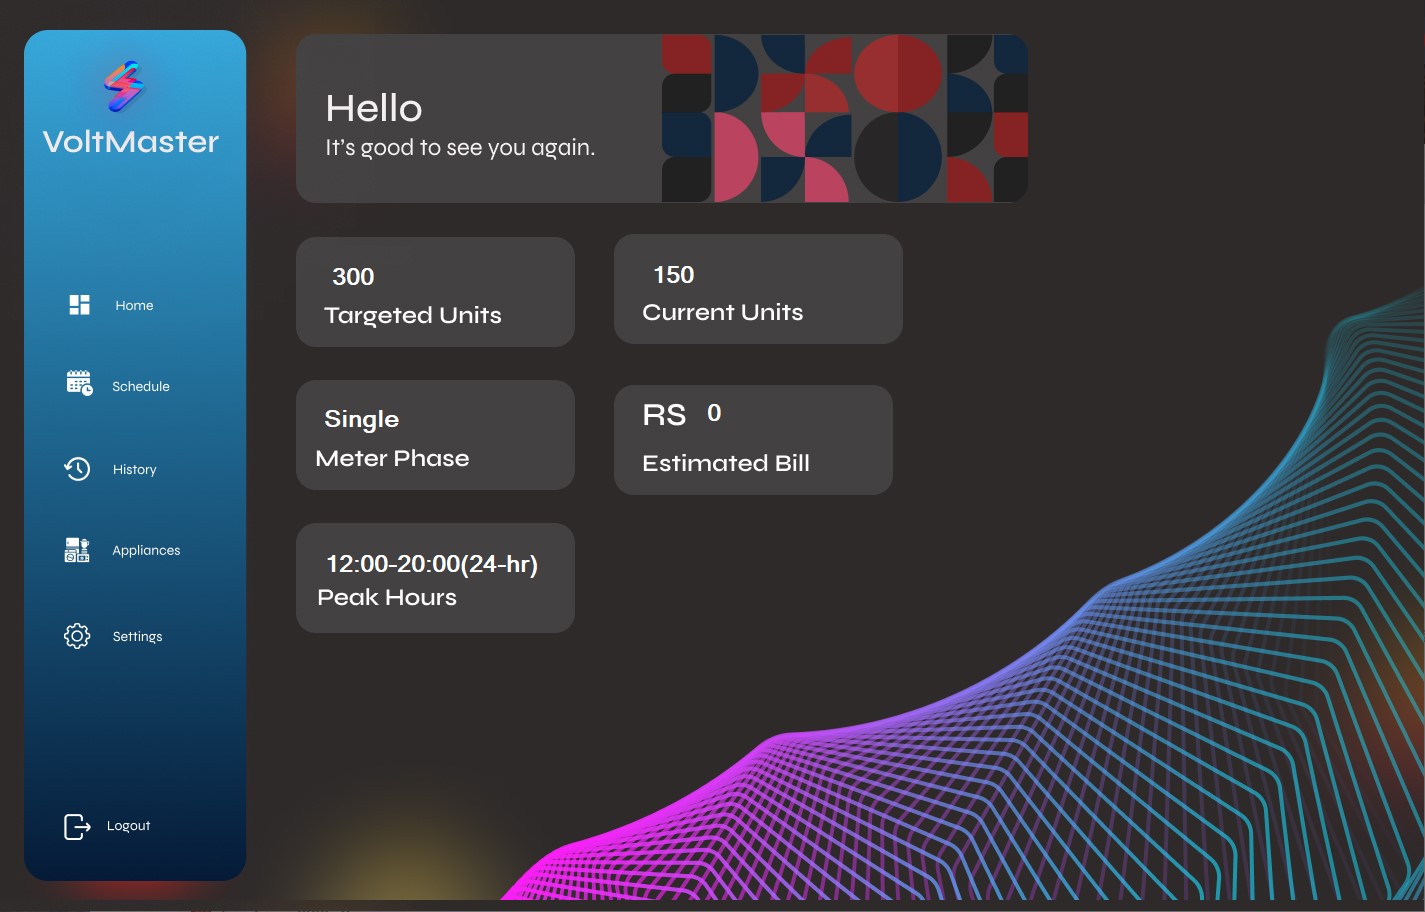 VoltMaster
Home
Schedule
History
Appliances
Settings
Logout
Hello
It's good to see you again.
300
Targeted Units
150
Current Units
Single
Meter Phase
RS 0
Estimated Bill
12:00-20:00(24-hr)
Peak Hours